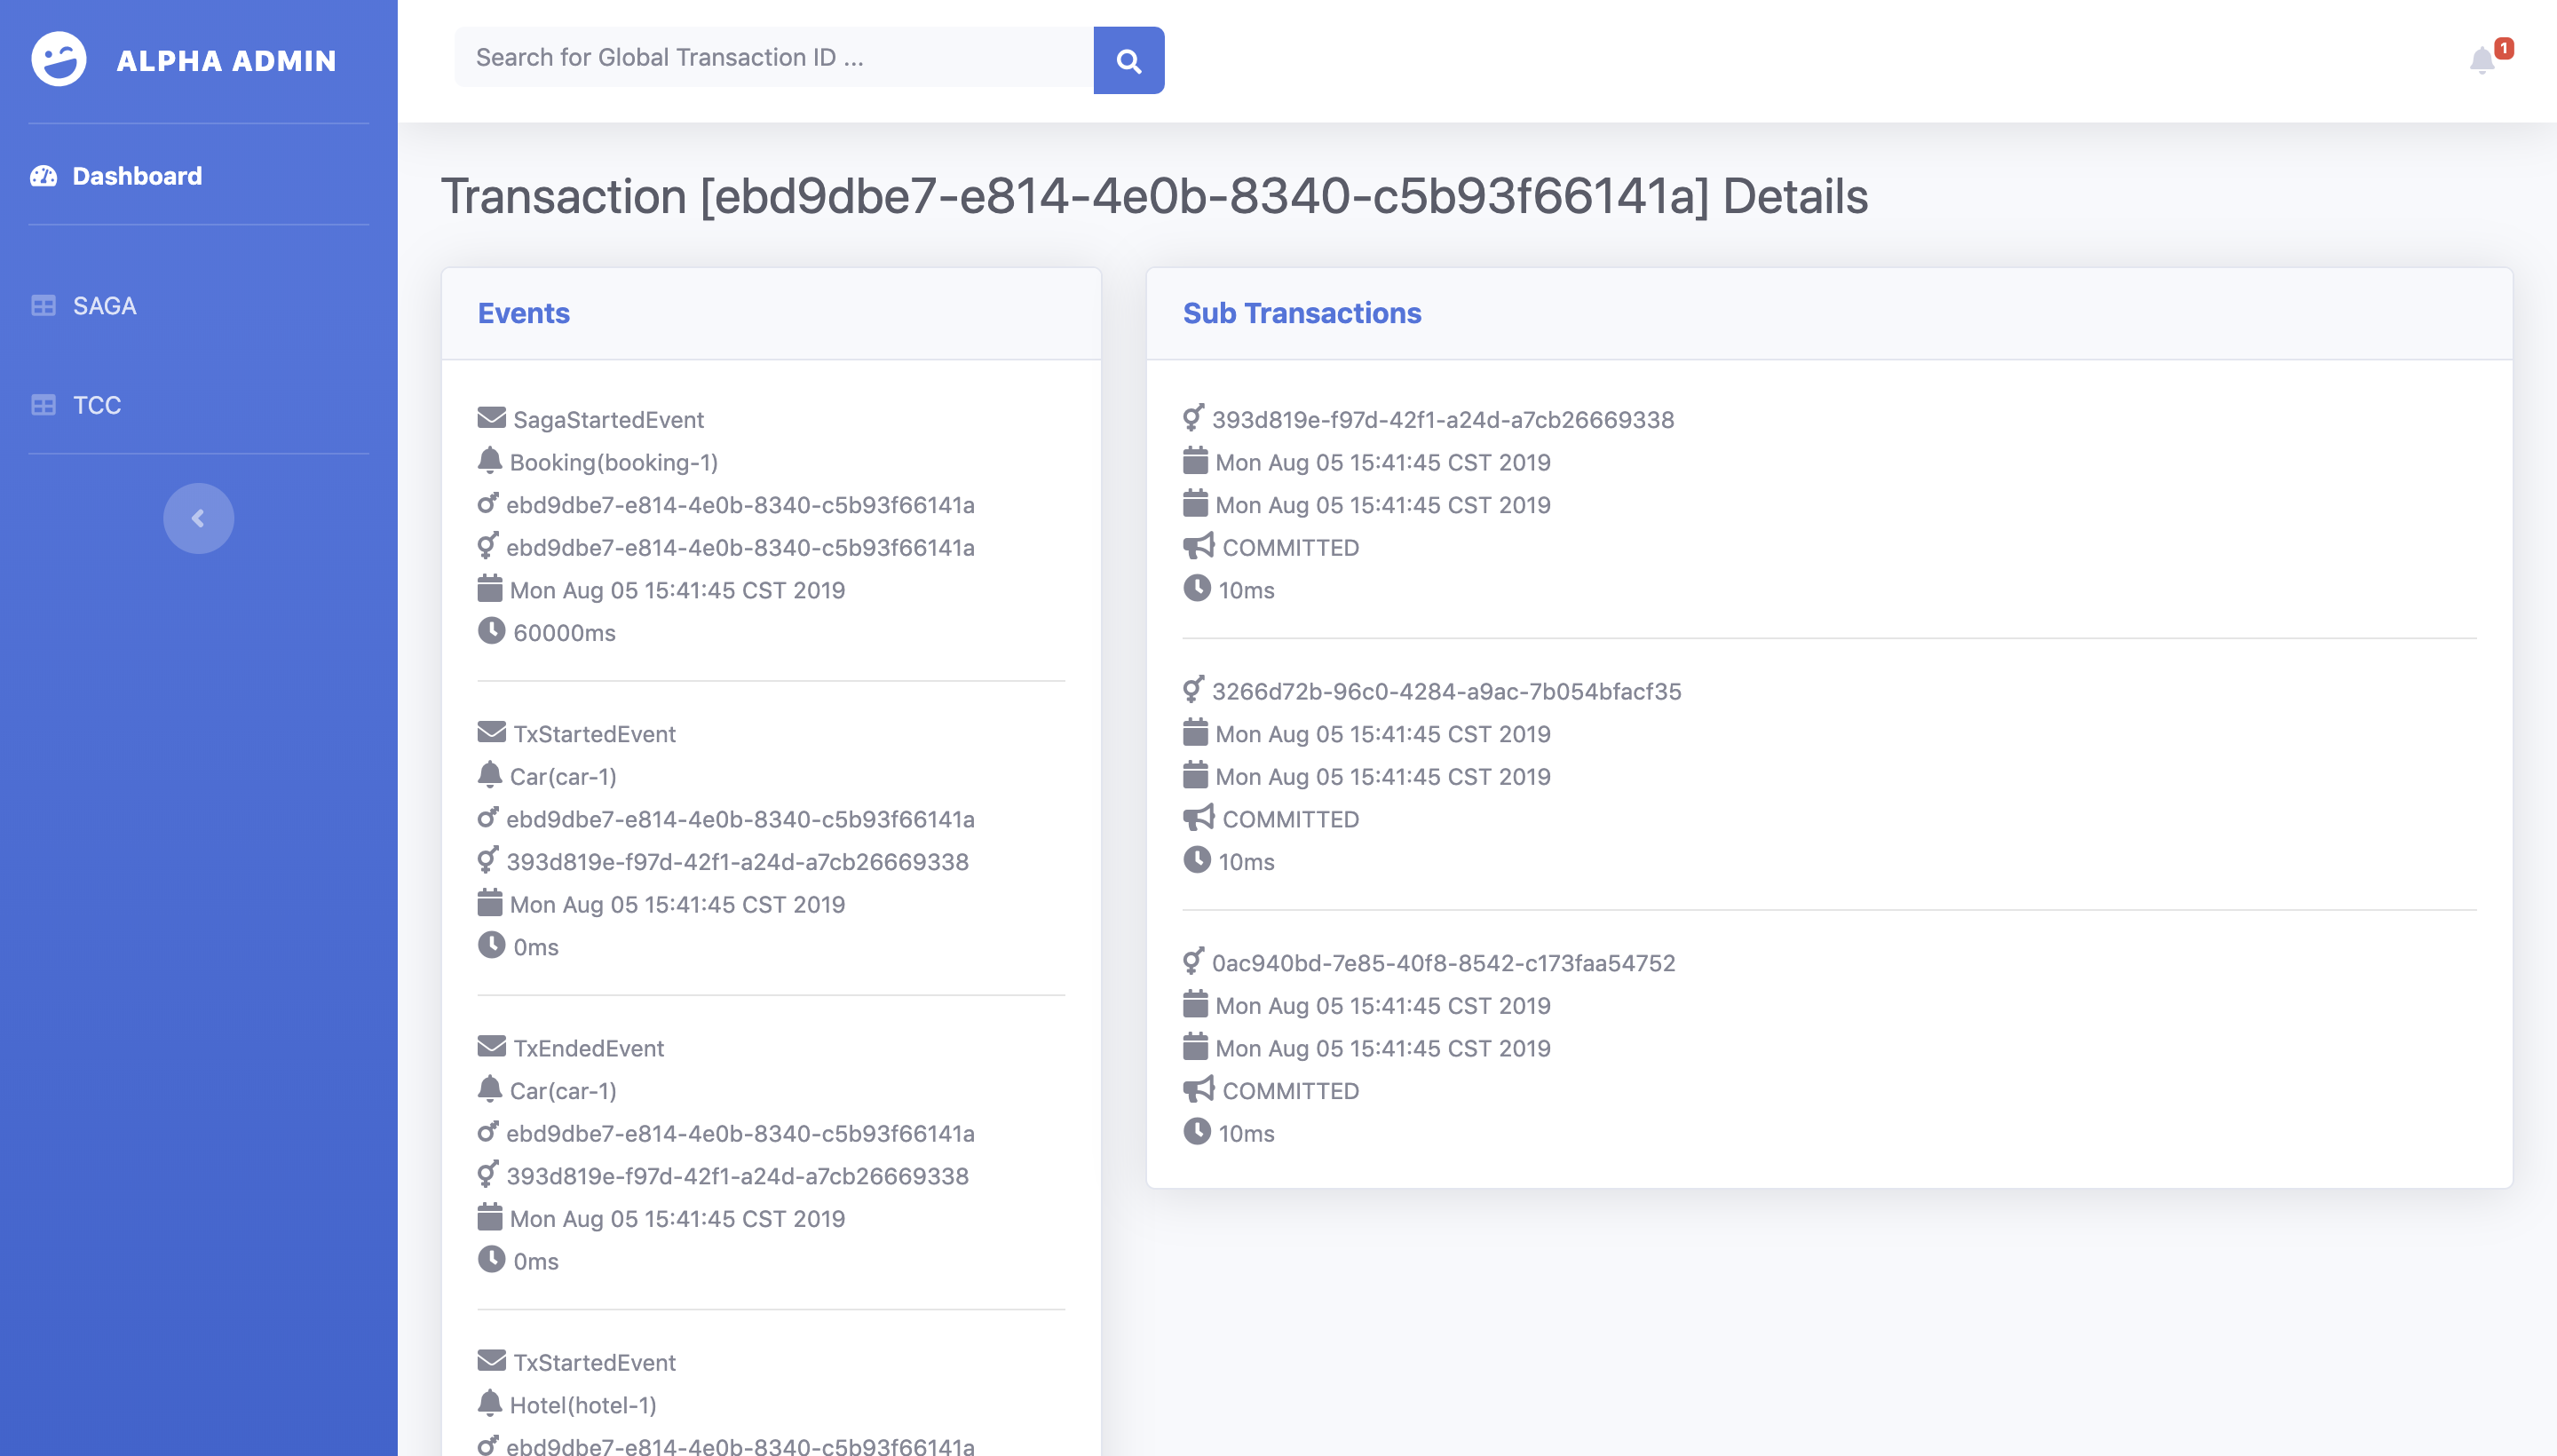 ALPHA ADMIN
Dashboard
SAGA
TCC
Search for Global Transaction ID ...
1
Transaction [ebd9dbe7-e814-4e0b-8340-c5b93f66141a] Details
Events
SagaStartedEvent
Booking(booking-1)
ebd9dbe7-e814-4e0b-8340-c5b93f66141a
ebd9dbe7-e814-4e0b-8340-c5b93f66141a
Mon Aug 05 15:41:45 CST 2019
60000ms
TxStartedEvent
Car(car-1)
ebd9dbe7-e814-4e0b-8340-c5b93f66141a
393d819e-f97d-42f1-a24d-a7cb26669338
Mon Aug 05 15:41:45 CST 2019
0ms
TxEndedEvent
Car(car-1)
ebd9dbe7-e814-4e0b-8340-c5b93f66141a
393d819e-f97d-42f1-a24d-a7cb26669338
Mon Aug 05 15:41:45 CST 2019
0ms
TxStartedEvent
Hotel(hotel-1)
ebd9dbe7-e814-4e0b-8340-c5b93f66141a
Sub Transactions
393d819e-f97d-42f1-a24d-a7cb26669338
Mon Aug 05 15:41:45 CST 2019
Mon Aug 05 15:41:45 CST 2019
COMMITTED
10ms
3266d72b-96c0-4284-a9ac-7b054bfacf35
Mon Aug 05 15:41:45 CST 2019
Mon Aug 05 15:41:45 CST 2019
COMMITTED
10ms
0ac940bd-7e85-40f8-8542-c173faa54752
Mon Aug 05 15:41:45 CST 2019
Mon Aug 05 15:41:45 CST 2019
COMMITTED
10ms